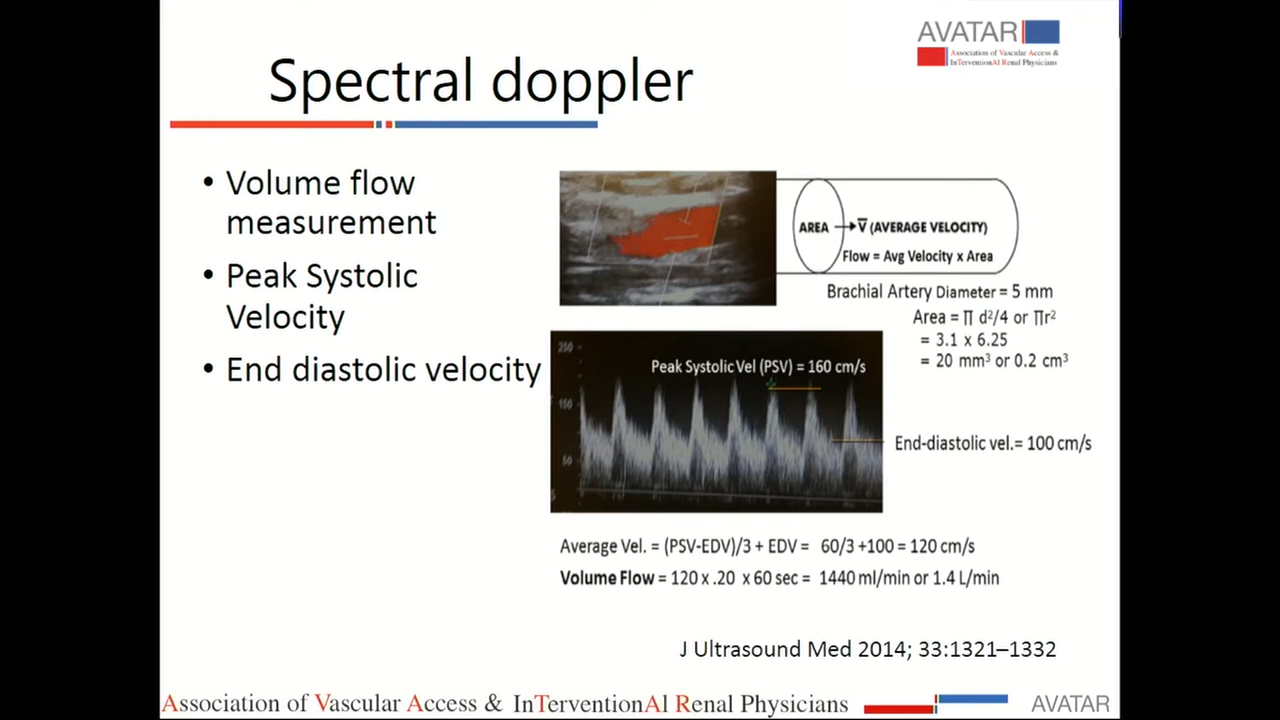 AVATAR
Association of Vascular Access &
InTerventionAl Renal Physicians
Spectral doppler
• Volume flow
measurement
• Peak Systolic
Velocity
• End diastolic velocity
AREA → V̅ (AVERAGE VELOCITY)
Flow = Avg Velocity x Area
Brachial Artery Diameter = 5 mm
Area = ∏ d²/4 or ∏r²
= 3.1 x 6.25
= 20 mm³ or 0.2 cm³
250
Peak Systolic Vel (PSV) = 160 cm/s
150
50
End-diastolic vel.= 100 cm/s
Average Vel. = (PSV-EDV)/3 + EDV = 60/3 +100 = 120 cm/s
Volume Flow = 120 x .20 x 60 sec = 1440 ml/min or 1.4 L/min
J Ultrasound Med 2014; 33:1321–1332
Association of Vascular Access & InTerventionAl Renal Physicians
AVATAR